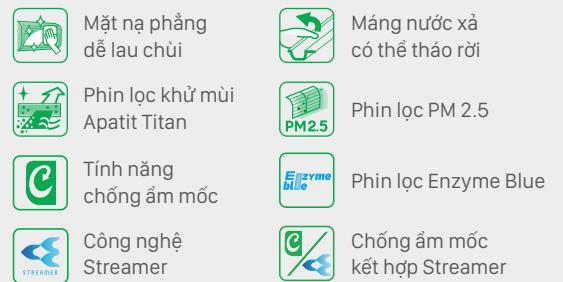 Mặt nạ phẳng
dễ lau chùi
Máng nước xả
có thể tháo rời
Phin lọc khử mùi
Apatit Titan
PM2.5
Phin lọc PM 2.5
Tính năng
chống ẩm mốc
Enzyme
blue
Phin lọc Enzyme Blue
STREAMER
Công nghệ
Streamer
Chống ẩm mốc
kết hợp Streamer